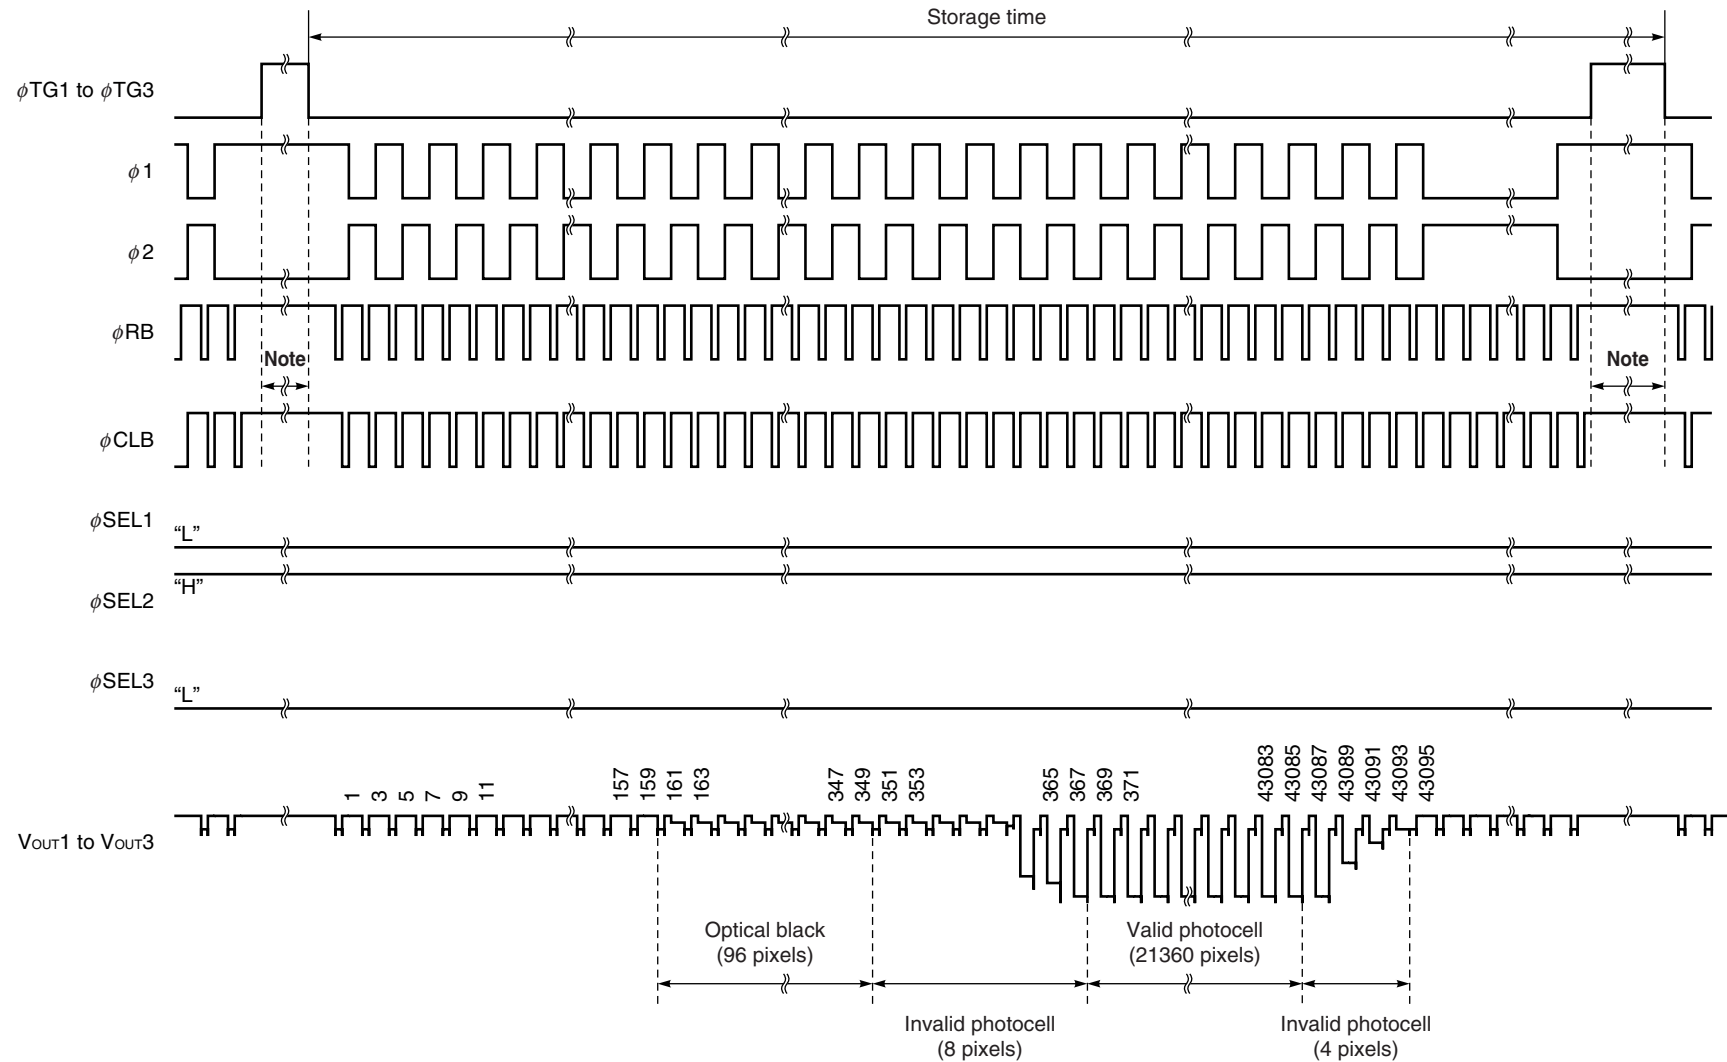 Storage time
ϕTG1 to ϕTG3
ϕ1
ϕ2
ϕRB
Note
Note
ϕCLB
ϕSEL1
“L”
“H”
ϕSEL2
ϕSEL3
“L”
1
3
5
7
9
11
157
159
161
163
347
349
351
353
365
367
369
371
43083
43085
43087
43089
43091
43093
43095
VOUT1 to VOUT3
Optical black
(96 pixels)
Valid photocell
(21360 pixels)
Invalid photocell
(8 pixels)
Invalid photocell
(4 pixels)